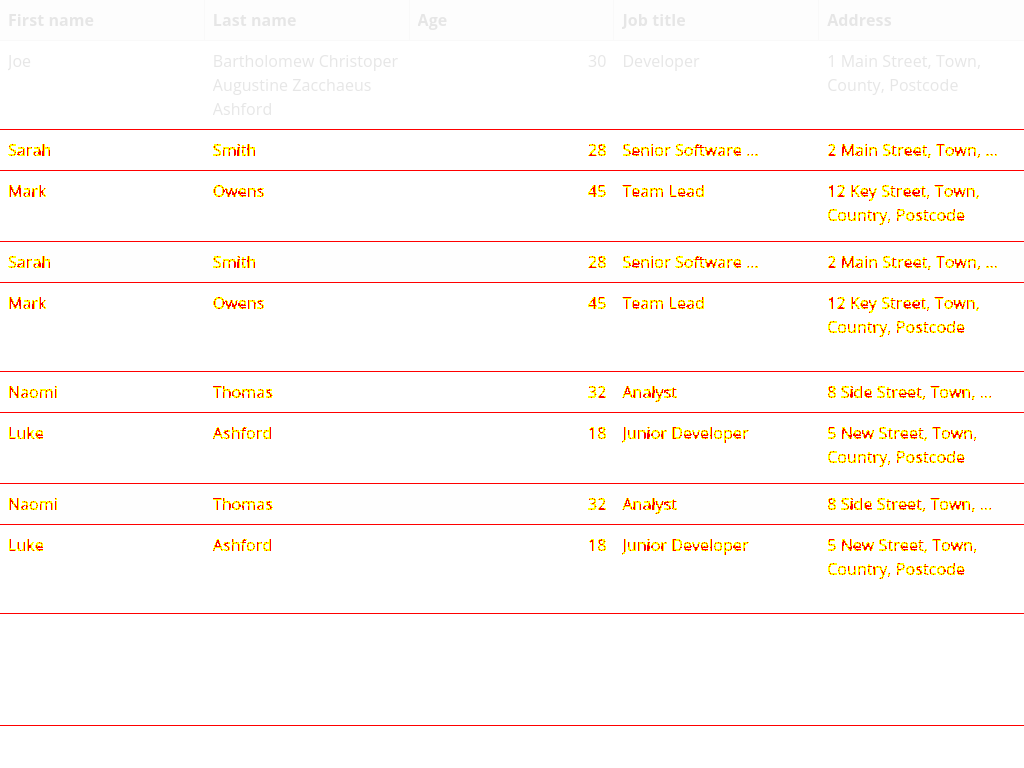 First name Last name Age Job title Address
Joe Bartholomew Christoper 30 Developer 1 Main Street, Town,
Augustine Zacchaeus County, Postcode
Ashford
Sarah Smith 28 Senior Software ... 2 Main Street, Town, ...
Mark Owens 45 Team Lead 12 Key Street, Town,
Country, Postcode
Sarah Smith 28 Senior Software ... 2 Main Street, Town, ...
Mark Owens 45 Team Lead 12 Key Street, Town,
Country, Postcode
Naomi Thomas 32 Analyst 8 Side Street, Town, ...
Luke Ashford 18 Junior Developer 5 New Street, Town,
Country, Postcode
Naomi Thomas 32 Analyst 8 Side Street, Town, ...
Luke Ashford 18 Junior Developer 5 New Street, Town,
Country, Postcode